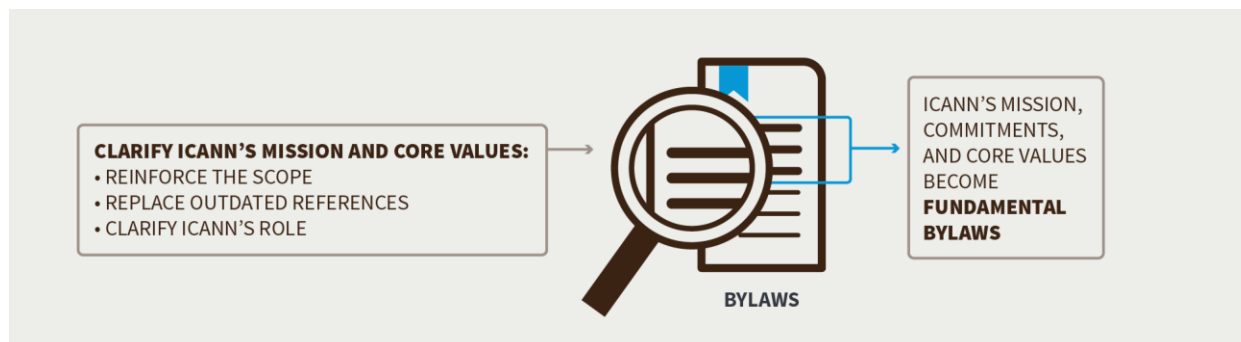 CLARIFY ICANN’S MISSION AND CORE VALUES:
• REINFORCE THE SCOPE
• REPLACE OUTDATED REFERENCES
• CLARIFY ICANN’S ROLE
BYLAWS
ICANN’S MISSION,
COMMITMENTS,
AND CORE VALUES
BECOME
FUNDAMENTAL
BYLAWS